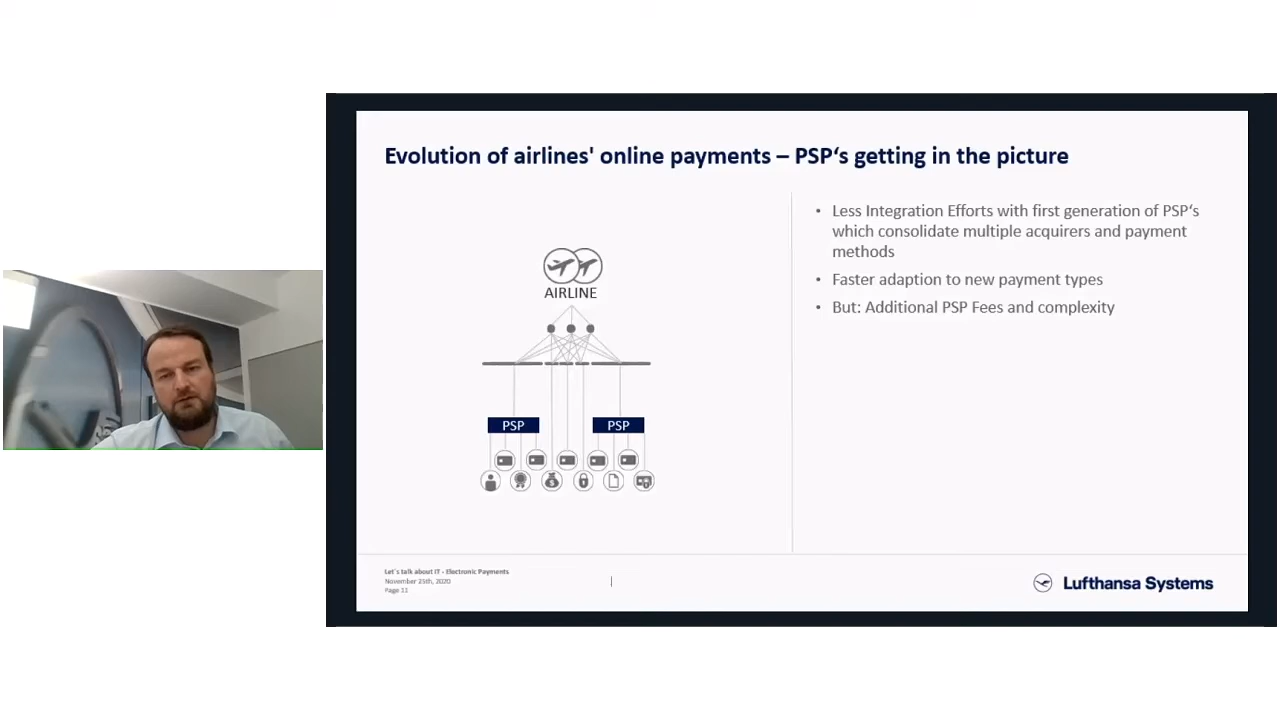 Evolution of airlines' online payments – PSP‘s getting in the picture
AIRLINE
PSP
PSP
• Less Integration Efforts with first generation of PSP‘s
which consolidate multiple acquirers and payment
methods
• Faster adaption to new payment types
• But: Additional PSP Fees and complexity
Let´s talk about IT - Electronic Payments
November 25th, 2020
Page 11
Lufthansa Systems